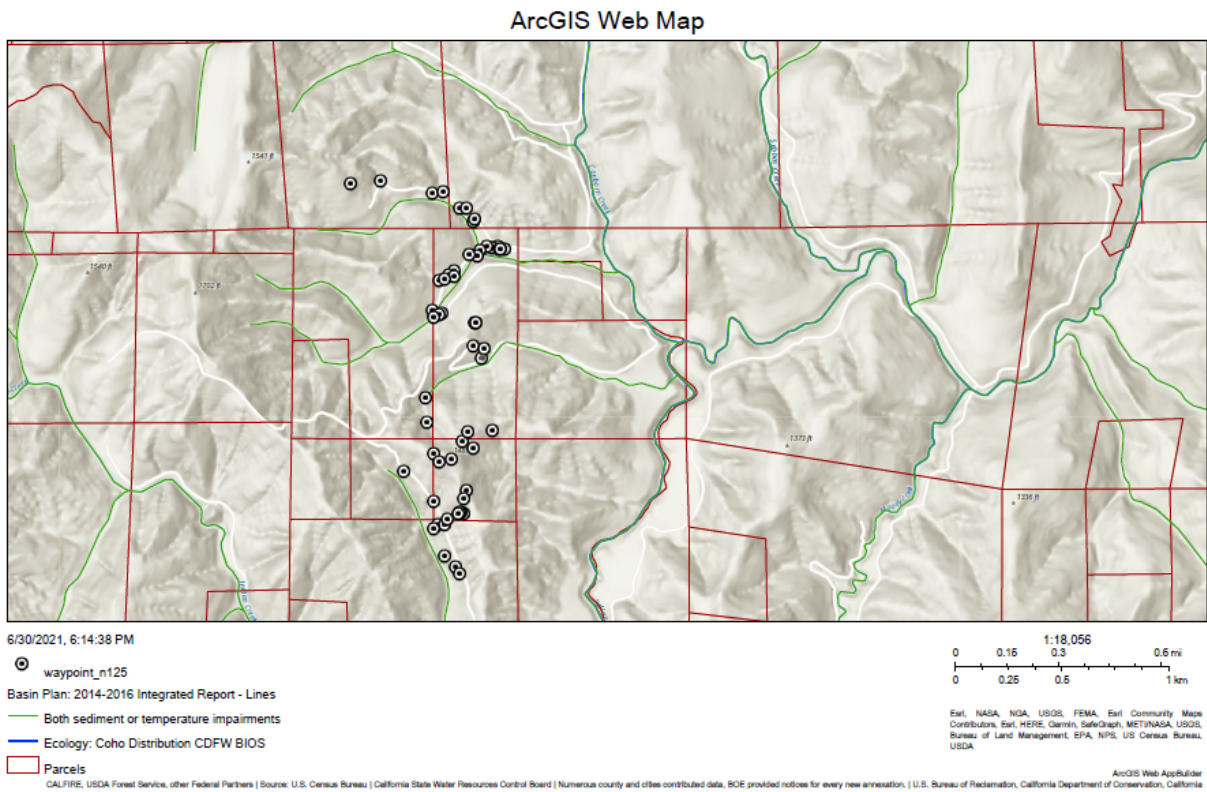 ArcGIS Web Map
1541 ft
1540 ft
1702 ft
1373 ft
1336 ft
6/30/2021, 6:14:38 PM
waypoint_n125
Basin Plan: 2014-2016 Integrated Report - Lines
Both sediment or temperature impairments
Ecology: Coho Distribution CDFW BIOS
Parcels
1:18,056
0 0.15 0.3 0.6 mi
0 0.25 0.5 1 km
Esri, NASA, NGA, USGS, FEMA, Esri Community Maps
Contributors, Esri, HERE, Garmin, SafeGraph, METI/NASA, USGS,
Bureau of Land Management, EPA, NPS, US Census Bureau,
USDA
ArcGIS Web AppBuilder
CALFIRE, USDA Forest Service, other Federal Partners | Source: U.S. Census Bureau | California State Water Resources Control Board | Numerous county and cities contributed data, BOE provided notices for every new annexation. | U.S. Bureau of Reclamation, California Department of Conservation, California